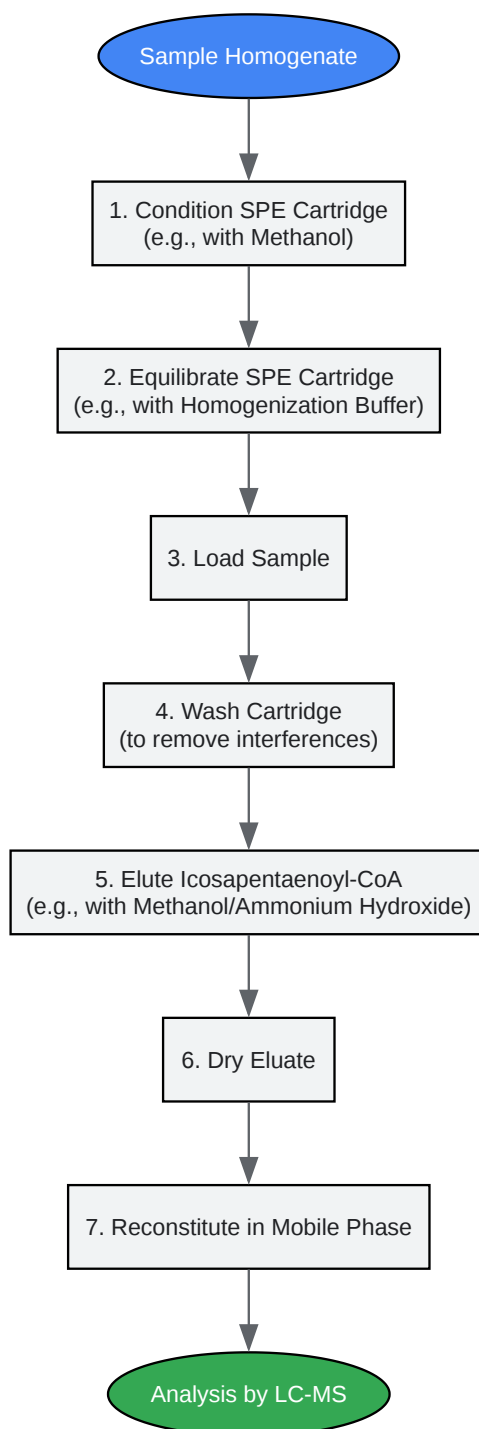 Sample Homogenate
1. Condition SPE Cartridge
(e.g., with Methanol)
2. Equilibrate SPE Cartridge
(e.g., with Homogenization Buffer)
3. Load Sample
4. Wash Cartridge
(to remove interferences)
5. Elute Icosapentaenoyl-CoA
(e.g., with Methanol/Ammonium Hydroxide)
6. Dry Eluate
7. Reconstitute in Mobile Phase
Analysis by LC-MS